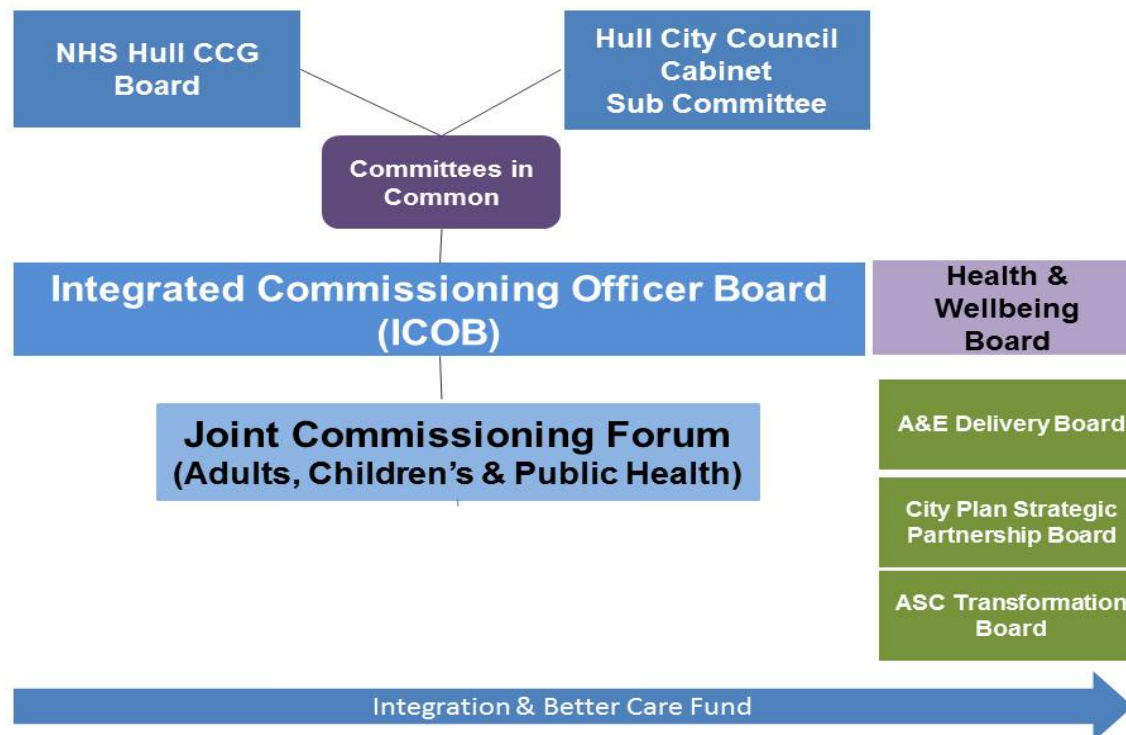 NHS Hull CCG
Board
Hull City Council
Cabinet
Sub Committee
Committees in
Common
Integrated Commissioning Officer Board
(ICOB)
Health &
Wellbeing
Board
Joint Commissioning Forum
(Adults, Children’s & Public Health)
A&E Delivery Board
City Plan Strategic
Partnership Board
ASC Transformation
Board
Integration & Better Care Fund